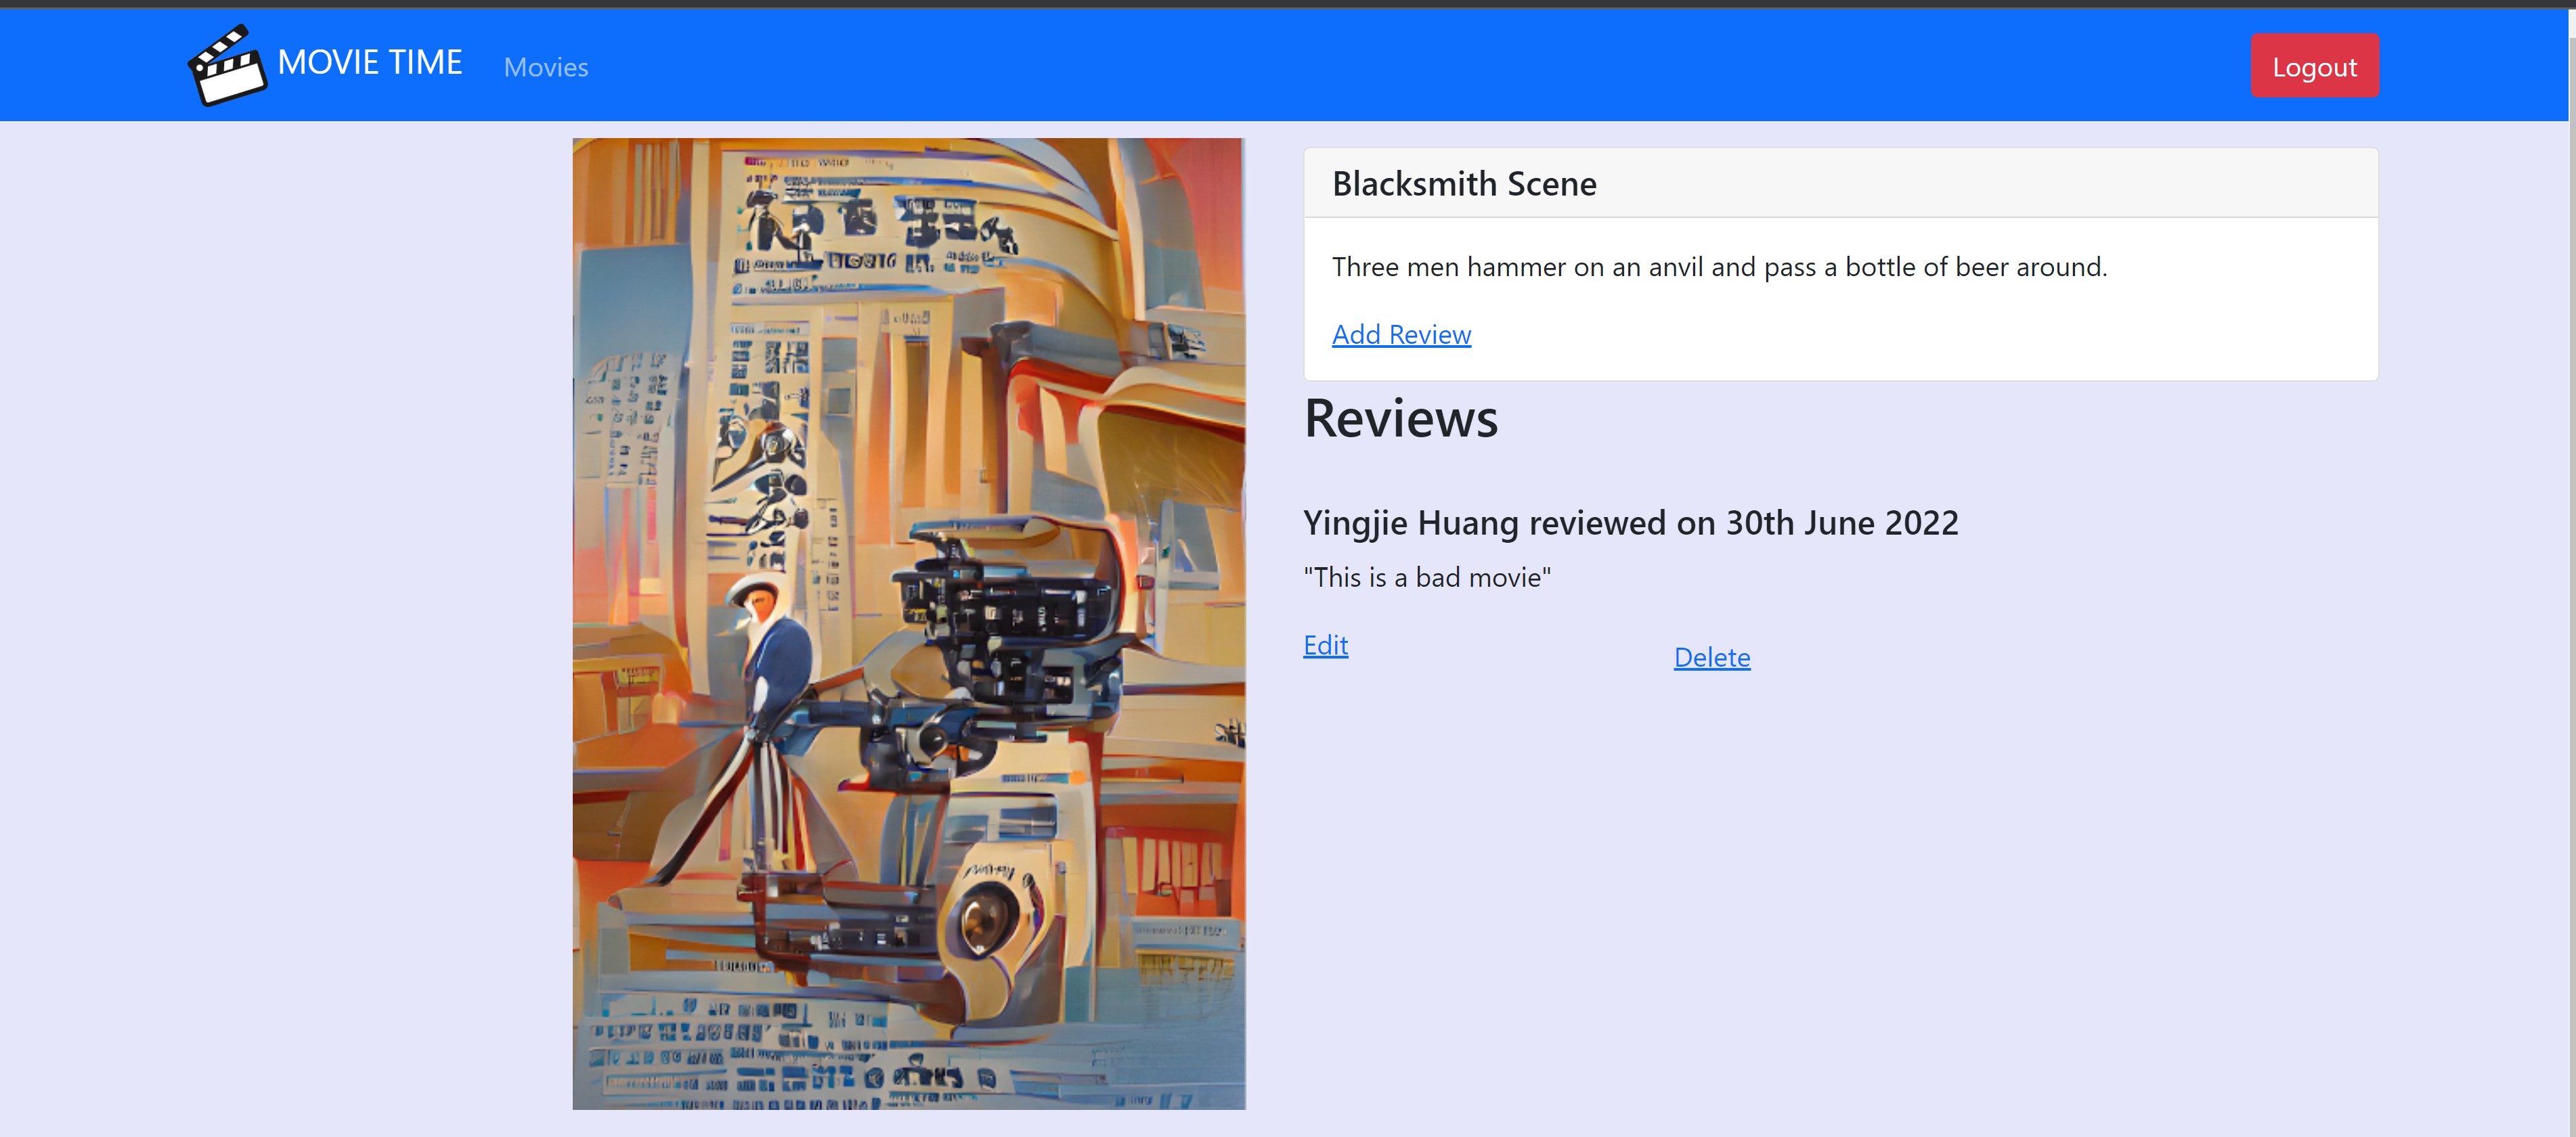 MOVIE TIME
Movies
Logout
Blacksmith Scene
Three men hammer on an anvil and pass a bottle of beer around.
Add Review
Reviews
Yingjie Huang reviewed on 30th June 2022
"This is a bad movie"
Edit
Delete